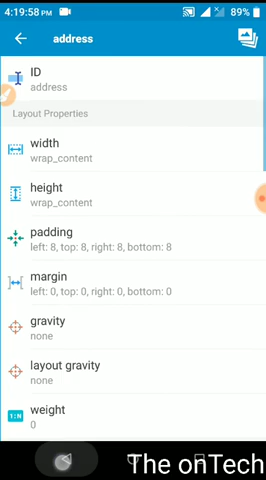 4:19:58 PM
89%
address
ID
address
Layout Properties
width
wrap_content
height
wrap_content
padding
left: 8, top: 8, right: 8, bottom: 8
margin
left: 0, top: 0, right: 0, bottom: 0
gravity
none
layout gravity
none
1:N
weight
0
The onTech